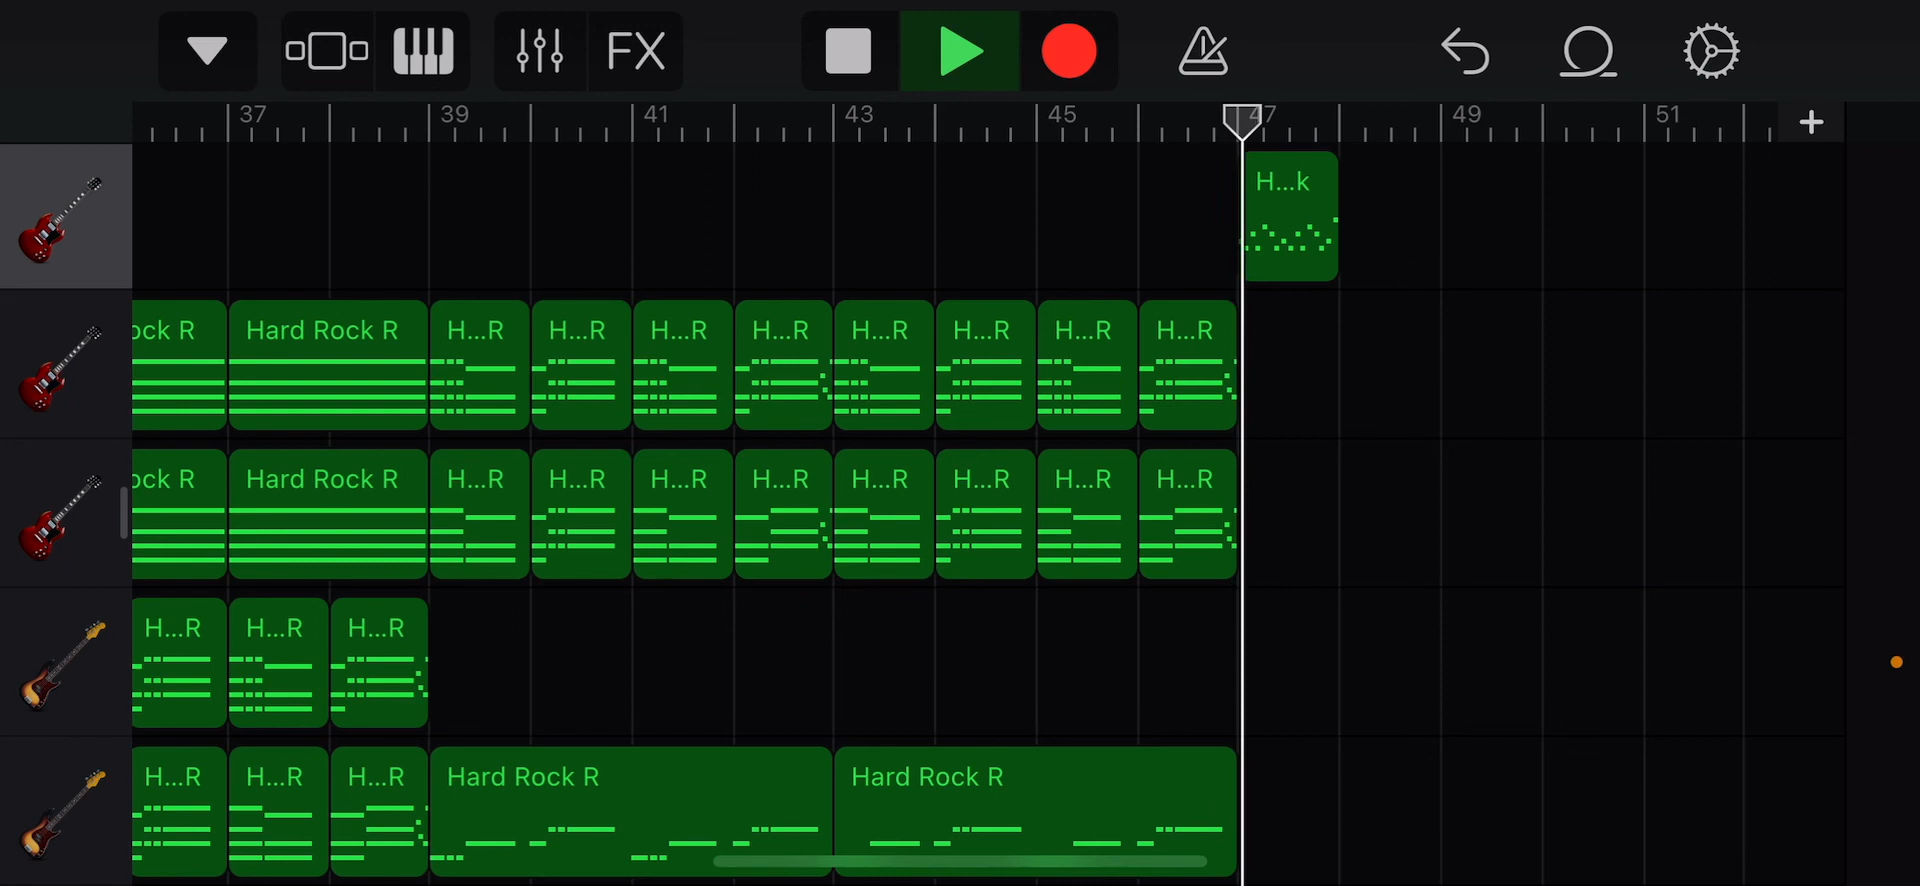 FX
37 39 41 43 45 47 49 51
H...k
ock R Hard Rock R H...R H...R H...R H...R H...R H...R H...R H...R
ock R Hard Rock R H...R H...R H...R H...R H...R H...R H...R H...R
H...R H...R H...R
H...R H...R H...R Hard Rock R Hard Rock R